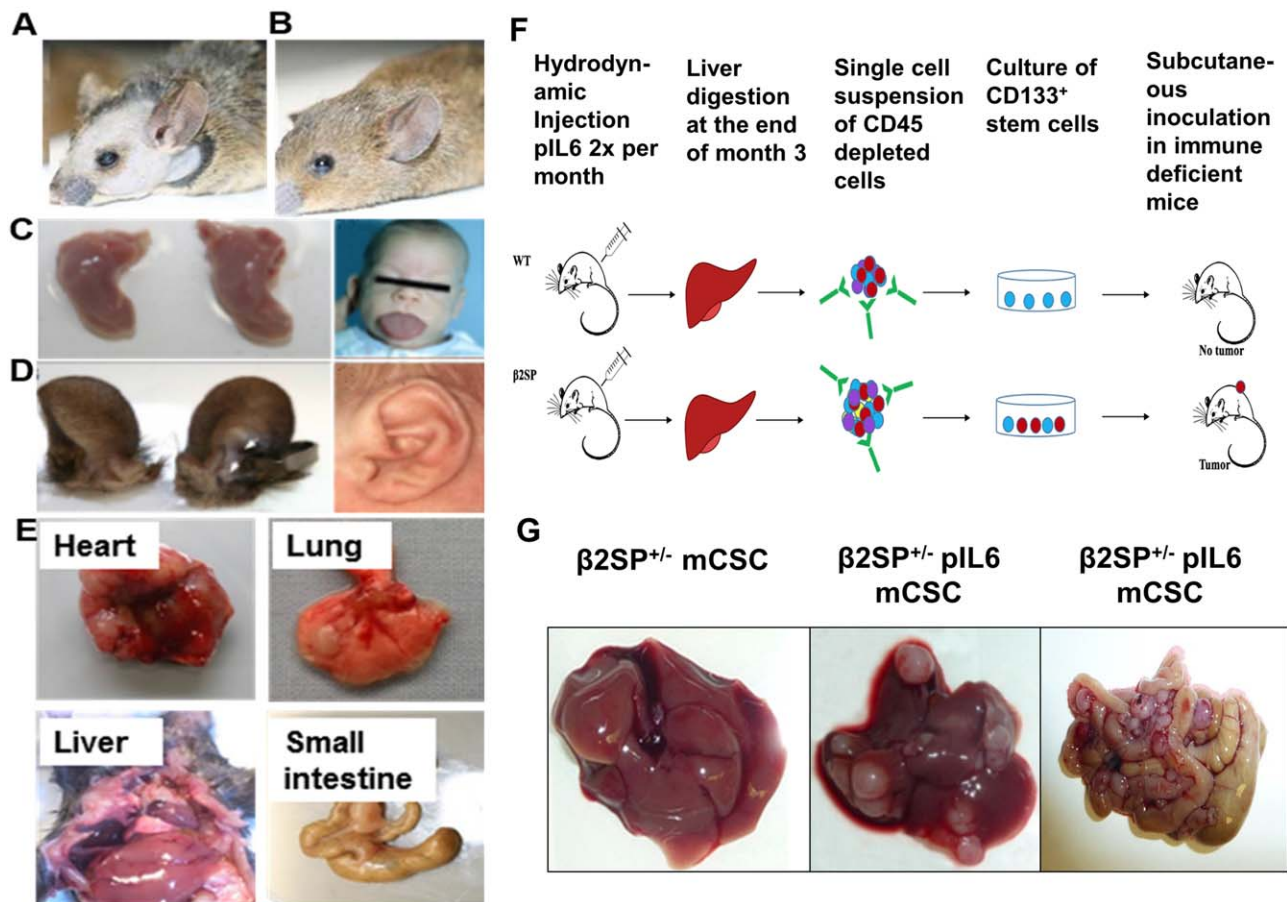 A
B
C
D
E
Heart
Lung
Liver
Small
intestine
F
Hydrodyn-
amic
Injection
pIL6 2x per
month
Liver
digestion
at the end
of month 3
Single cell
suspension
of CD45
depleted
cells
Culture of
CD133⁺
stem cells
Subcutane-
ous
inoculation
in immune
deficient
mice
WT
No tumor
β2SP
Tumor
G
β2SP⁺/⁻ mCSC
β2SP⁺/⁻ pIL6
mCSC
β2SP⁺/⁻ pIL6
mCSC